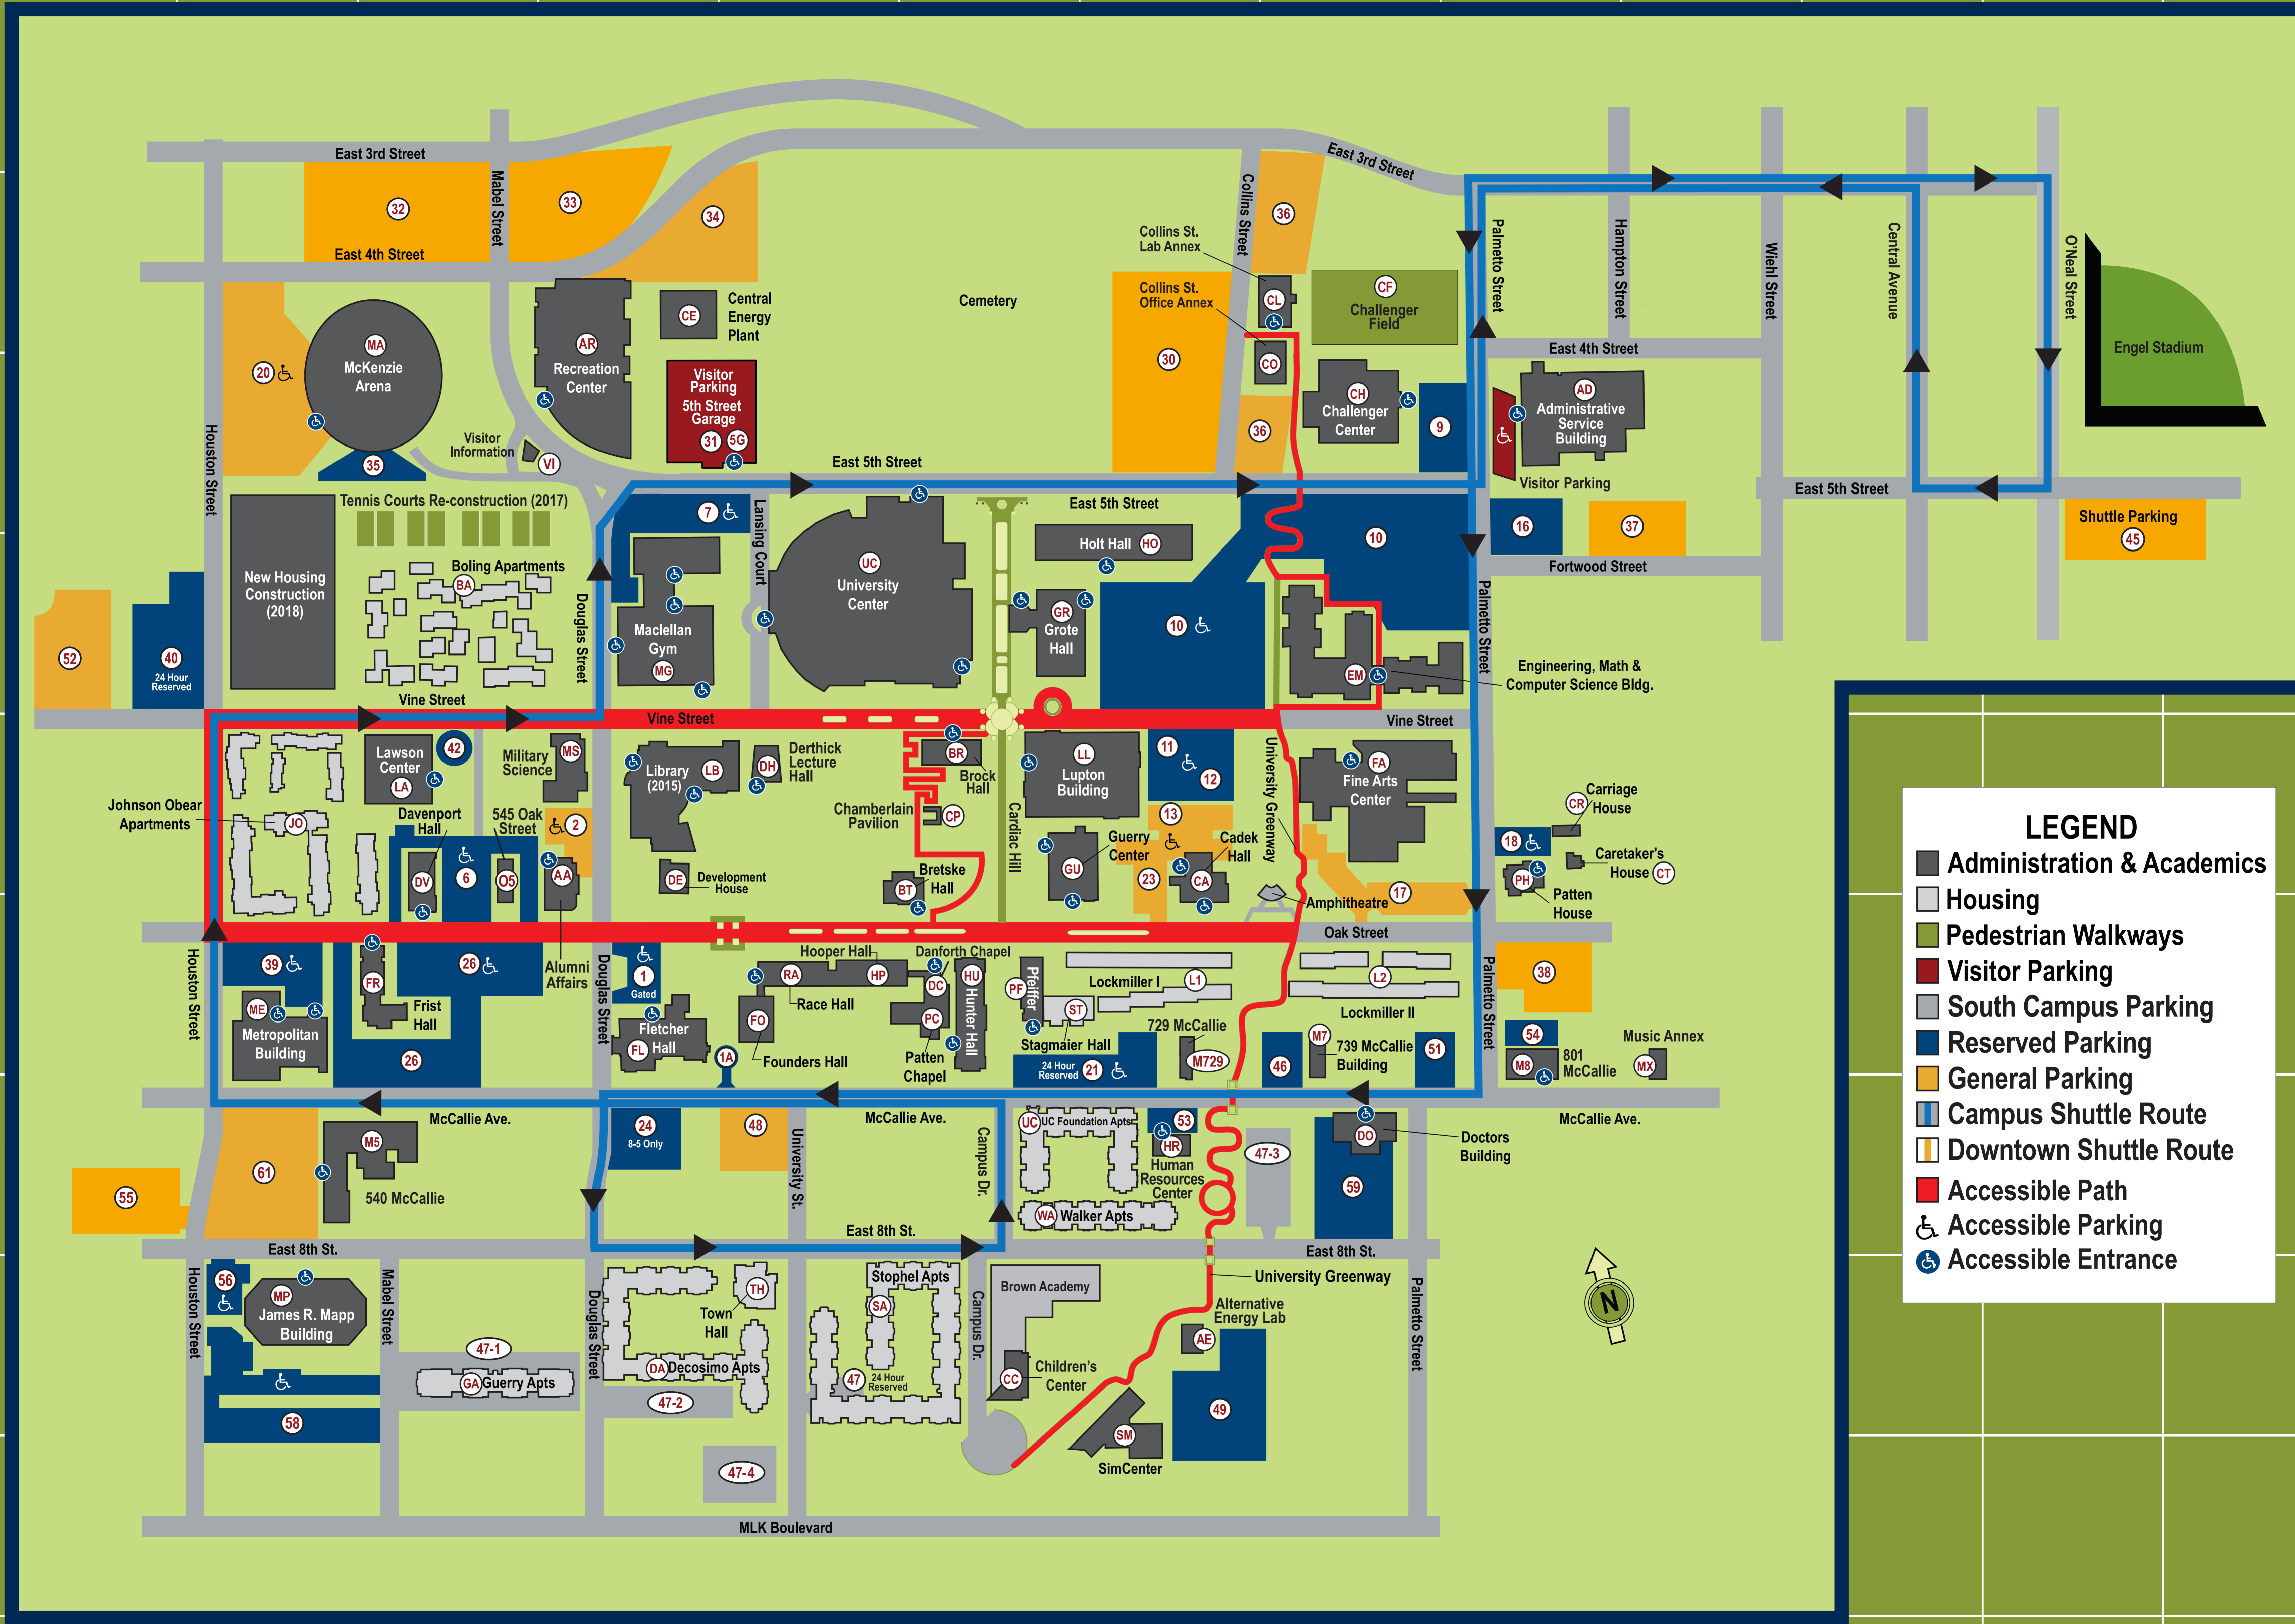 East 3rd Street
East 3rd Street
32
33
34
36
Mabel Street
Collins Street
East 4th Street
Palmetto Street
Hampton Street
Wiehl Street
Central Avenue
O'Neal Street
Collins St.
Lab Annex
Collins St.
Office Annex
CL
CF
Challenger
Field
Cemetery
MA
McKenzie
Arena
20
AR
Recreation
Center
CE
Central
Energy
Plant
Visitor
Parking
5th Street
Garage
31
5G
30
CO
36
CH
Challenger
Center
9
East 4th Street
AD
Administrative
Service
Building
Visitor Parking
Engel Stadium
Houston Street
Visitor
Information
VI
35
East 5th Street
East 5th Street
East 5th Street
Tennis Courts Re-construction (2017)
7
Lansing Court
Holt Hall
HO
10
16
37
Shuttle Parking
45
Fortwood Street
New Housing
Construction
(2018)
Boling Apartments
BA
Douglas Street
UC
University
Center
Maclellan
Gym
MG
GR
Grote
Hall
10
EM
Engineering, Math &
Computer Science Bldg.
Palmetto Street
52
40
24 Hour
Reserved
Vine Street
Vine Street
Vine Street
Lawson
Center
LA
42
Military
Science
MS
Library
(2015)
LB
DH
Derthick
Lecture
Hall
BR
Brock
Hall
LL
Lupton
Building
11
12
University Greenway
FA
Fine Arts
Center
CR
Carriage
House
Johnson Obear
Apartments
JO
Davenport
Hall
545 Oak
Street
2
Chamberlain
Pavilion
CP
Cardiac Hill
13
Guerry
Center
GU
Cadek
Hall
CA
23
18
Caretaker's
House
CT
PH
Patten
House
DV
6
O5
AA
DE
Development
House
Bretske
Hall
BT
Amphitheatre
17
Oak Street
39
FR
26
Alumni
Affairs
Douglas Street
1
Gated
Hooper Hall
RA
HP
Race Hall
Danforth Chapel
DC
HU
Hunter Hall
PF
Pfeiffer
Lockmiller I
L1
L2
Lockmiller II
38
Houston Street
ME
Metropolitan
Building
Frist
Hall
26
Fletcher
Hall
FL
1A
FO
Founders Hall
PC
Patten
Chapel
ST
Stagmaier Hall
729 McCallie
M729
24 Hour
Reserved
21
46
M7
739 McCallie
Building
51
Palmetto Street
54
M8
801
McCallie
Music Annex
MX
McCallie Ave.
McCallie Ave.
McCallie Ave.
M5
540 McCallie
61
55
24
8-5 Only
48
University St.
Campus Dr.
UC
UC Foundation Apts
53
HR
Human
Resources
Center
47-3
DO
Doctors
Building
59
WA
Walker Apts
East 8th St.
East 8th St.
East 8th St.
56
MP
James R. Mapp
Building
Houston Street
Mabel Street
Douglas Street
TH
Town
Hall
Stophel Apts
SA
Campus Dr.
Brown Academy
University Greenway
Alternative
Energy Lab
AE
Palmetto Street
N
47-1
GA
Guerry Apts
DA
Decosimo Apts
47-2
47
24 Hour
Reserved
CC
Children's
Center
58
49
SM
SimCenter
47-4
MLK Boulevard
LEGEND
Administration & Academics
Housing
Pedestrian Walkways
Visitor Parking
South Campus Parking
Reserved Parking
General Parking
Campus Shuttle Route
Downtown Shuttle Route
Accessible Path
Accessible Parking
Accessible Entrance